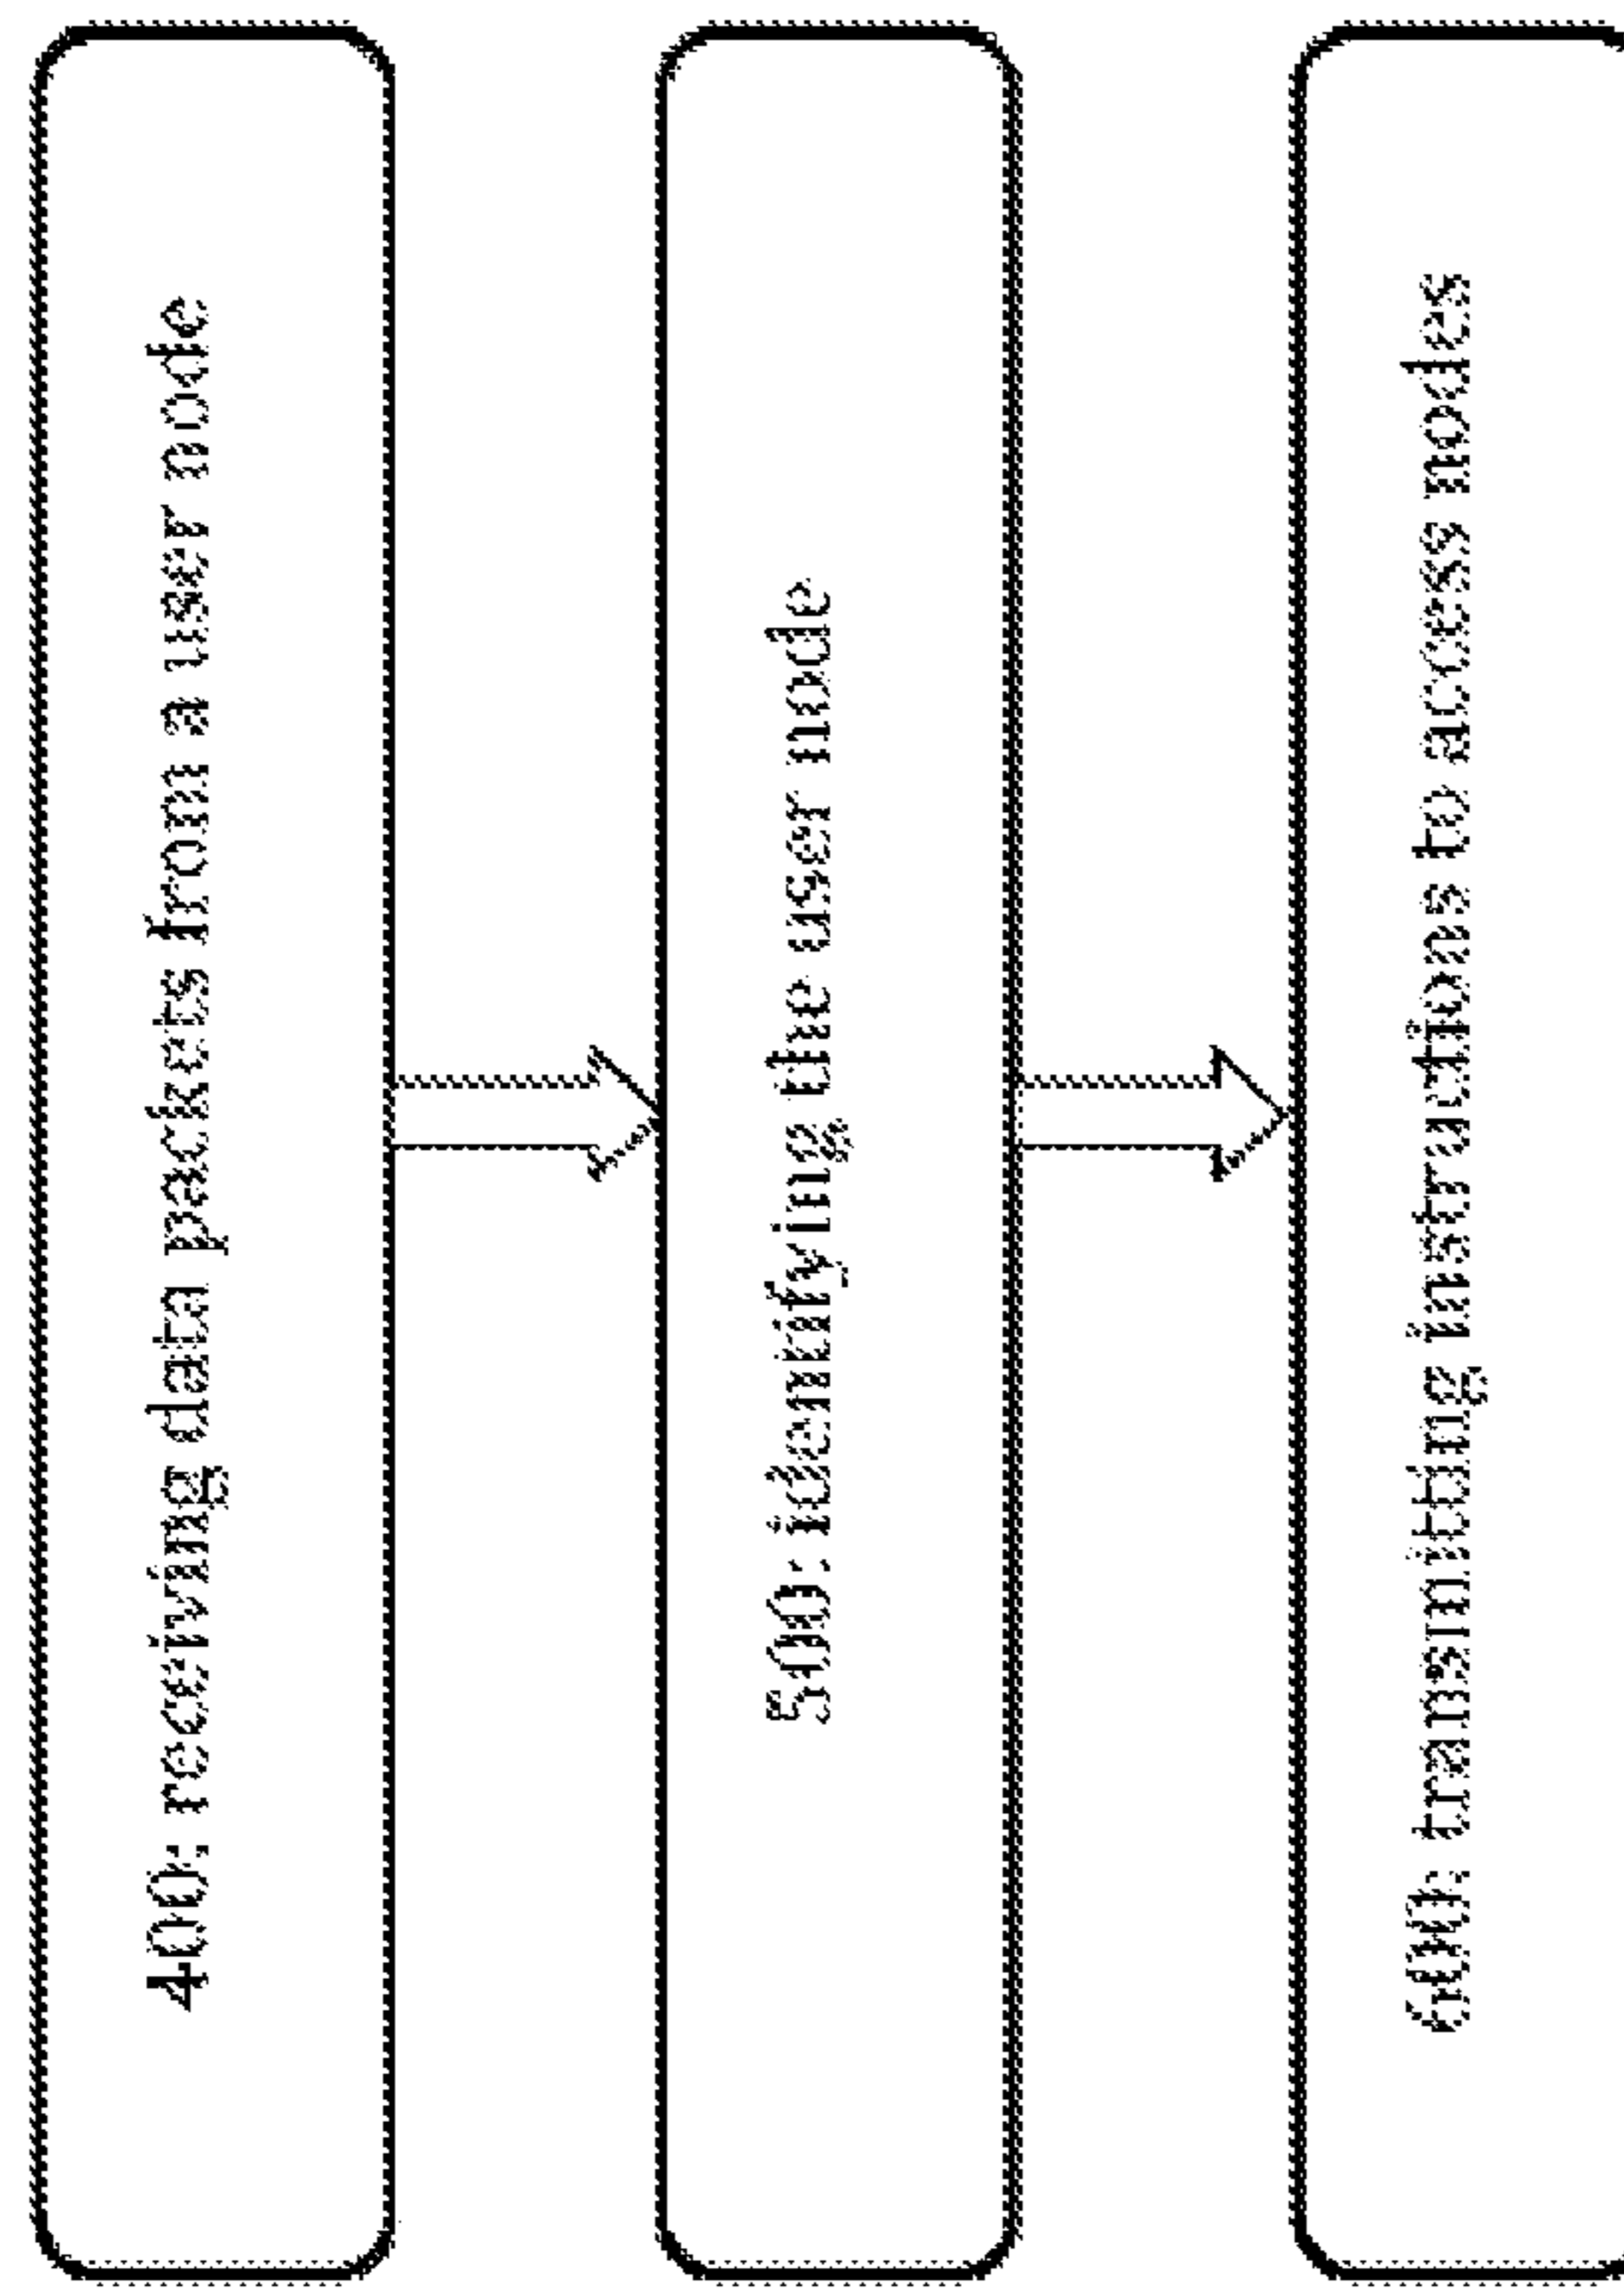 400: receiving data packets from a user node
500: identifying the user node
600: transmitting instructions to access nodes